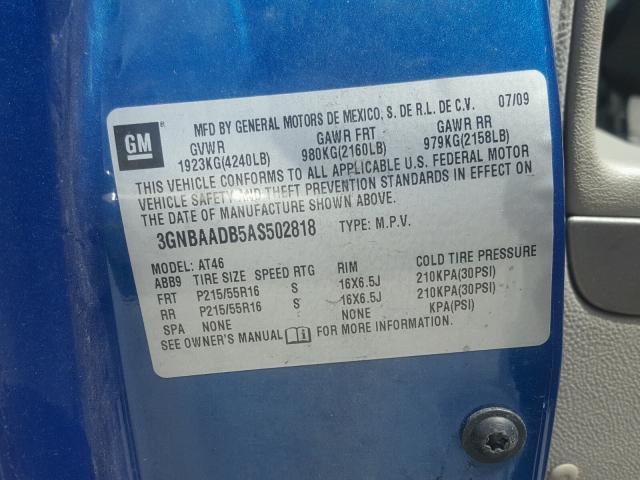 GM
MFD BY GENERAL MOTORS DE MEXICO, S. DE R.L. DE C.V. 07/09
GVWR GAWR FRT GAWR RR
1923KG(4240LB) 980KG(2160LB) 979KG(2158LB)
THIS VEHICLE CONFORMS TO ALL APPLICABLE U.S. FEDERAL MOTOR
VEHICLE SAFETY AND THEFT PREVENTION STANDARDS IN EFFECT ON
THE DATE OF MANUFACTURE SHOWN ABOVE.
3GNBAADB5AS502818 TYPE: M.P.V.
MODEL: AT46
ABB9 TIRE SIZE SPEED RTG RIM COLD TIRE PRESSURE
FRT P215/55R16 S 16X6.5J 210KPA(30PSI)
RR P215/55R16 S 16X6.5J 210KPA(30PSI)
SPA NONE NONE KPA(PSI)
SEE OWNER'S MANUAL FOR MORE INFORMATION.